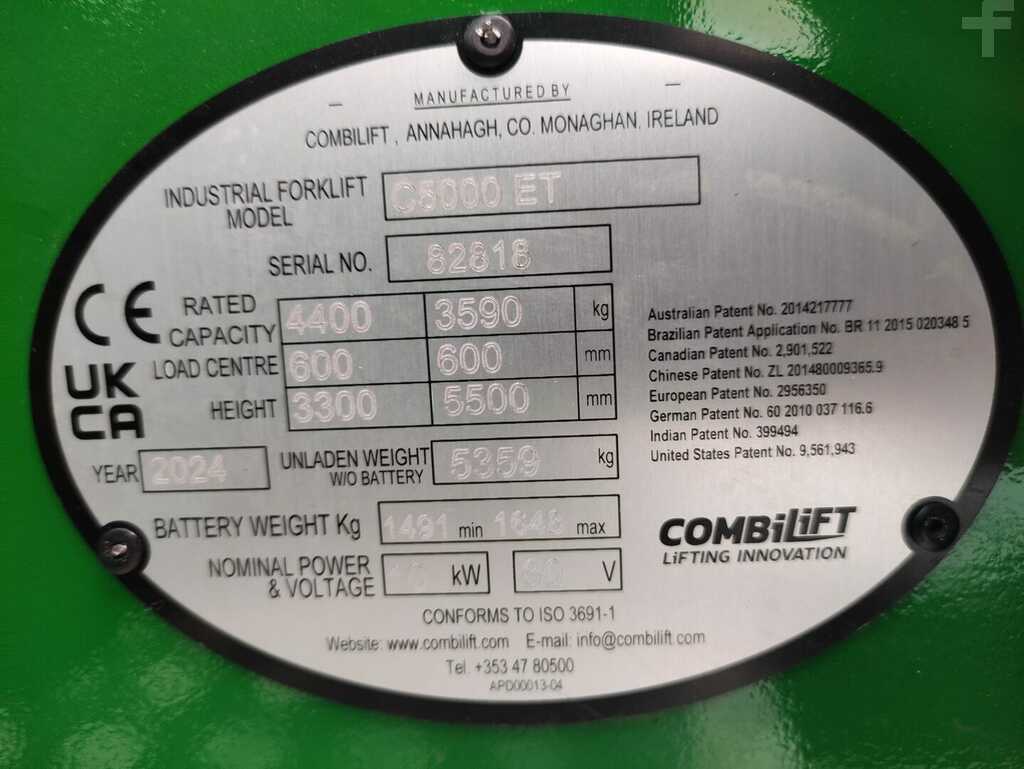 MANUFACTURED BY
COMBILIFT , ANNAHAGH, CO. MONAGHAN, IRELAND
INDUSTRIAL FORKLIFT MODEL C5000 ET
SERIAL NO. 82818
CE
UK
CA
RATED CAPACITY 4400 3590 kg
LOAD CENTRE 600 600 mm
HEIGHT 3300 5500 mm
YEAR 2024 UNLADEN WEIGHT W/O BATTERY 5359 kg
BATTERY WEIGHT Kg 1491 min 1648 max
NOMINAL POWER & VOLTAGE kW 80 V
Australian Patent No. 2014217777
Brazilian Patent Application No. BR 11 2015 020348 5
Canadian Patent No. 2,901,522
Chinese Patent No. ZL 201480009365.9
European Patent No. 2956350
German Patent No. 60 2010 037 116.6
Indian Patent No. 399494
United States Patent No. 9,561,943
COMBiLiFT
LiFTING INNOVATION
CONFORMS TO ISO 3691-1
Website: www.combilift.com E-mail: info@combilift.com
Tel. +353 47 80500
APD00013-04
f